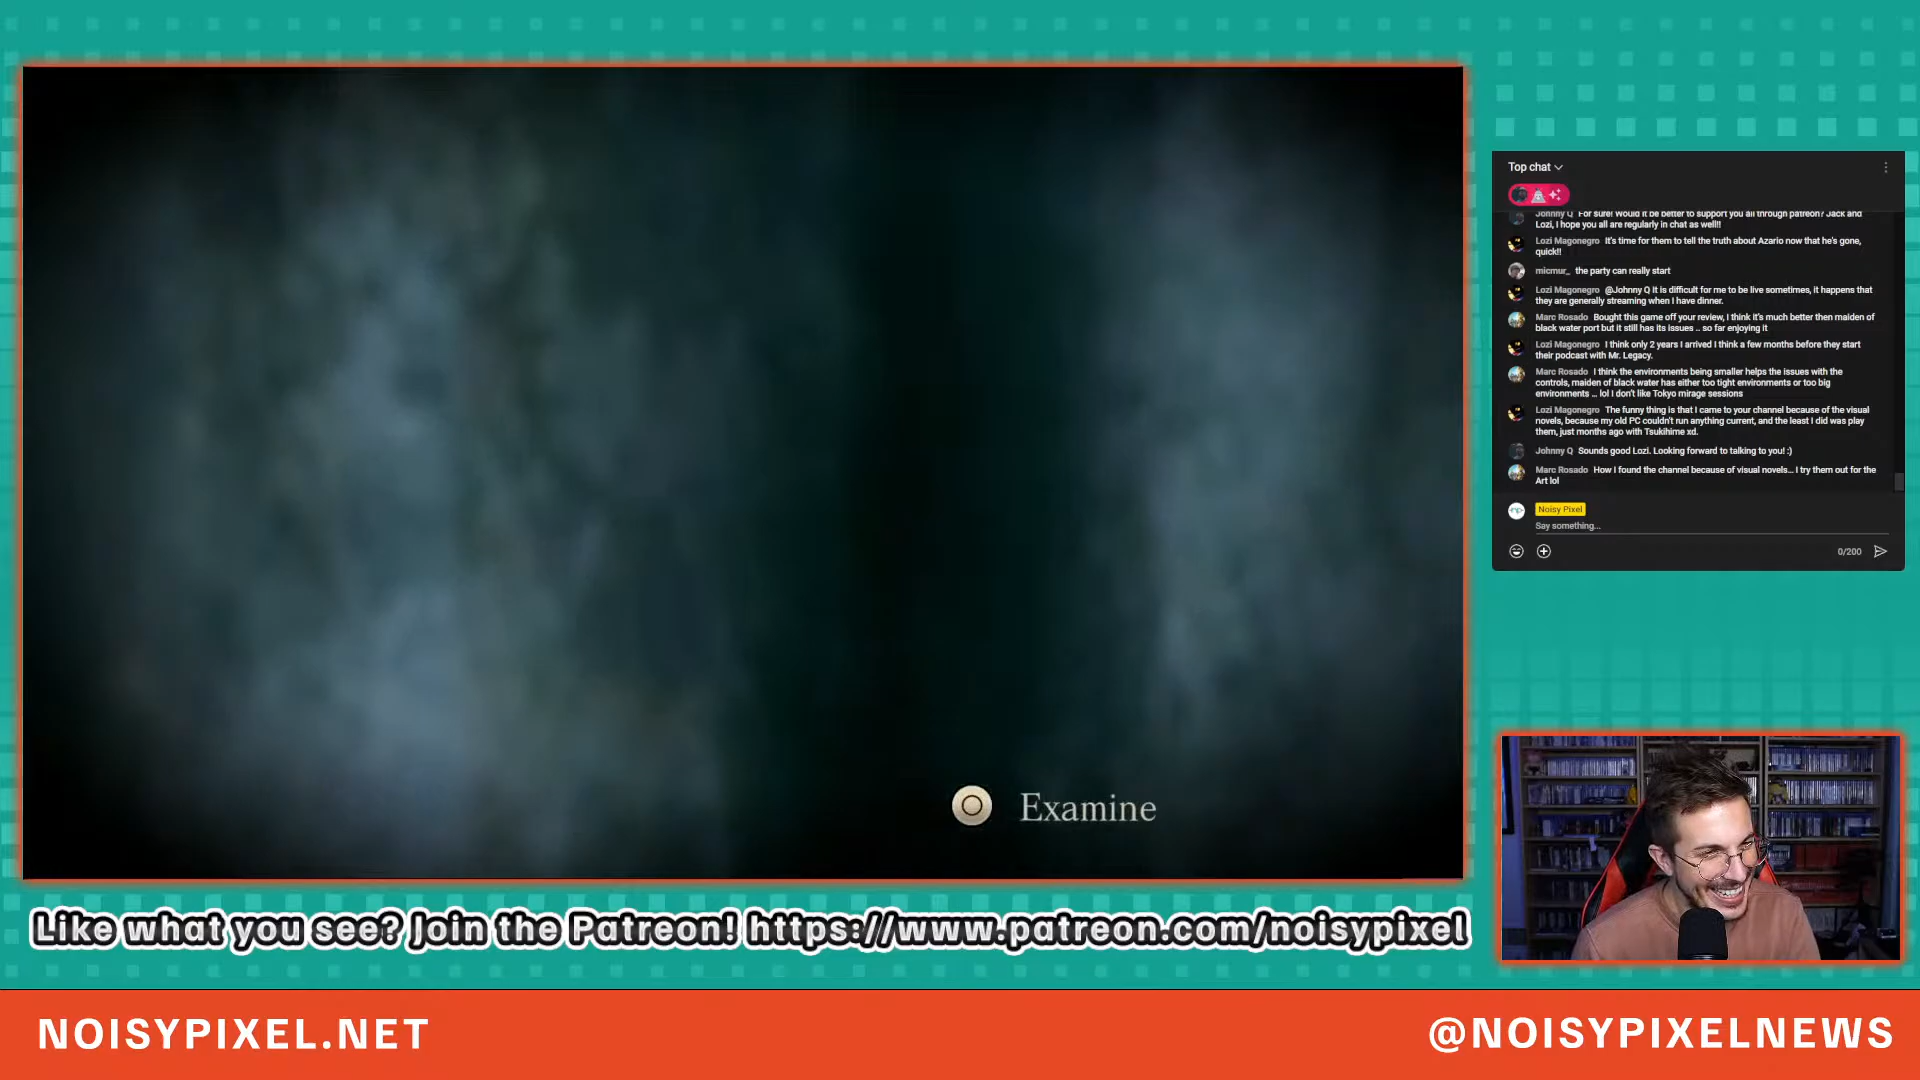 Top chat
Johnny Q For sure! Would it be better to support you all through patreon? Jack and
Lozi, I hope you all are regularly in chat as well!!
Lozi Magonegro It's time for them to tell the truth about Azario now that he's gone,
quick!!
micmur_ the party can really start
Lozi Magonegro @Johnny Q It is difficult for me to be live sometimes, it happens that
they are generally streaming when I have dinner.
Marc Rosado Bought this game off your review, I think it's much better then maiden of
black water port but it still has its issues .. so far enjoying it
Lozi Magonegro I think only 2 years I arrived I think a few months before they start
their podcast with Mr. Legacy.
Marc Rosado I think the environments being smaller helps the issues with the
controls, maiden of black water has either too tight environments or too big
environments ... lol I don't like Tokyo mirage sessions
Lozi Magonegro The funny thing is that I came to your channel because of the visual
novels, because my old PC couldn't run anything current, and the least I did was play
them, just months ago with Tsukihime xd.
Johnny Q Sounds good Lozi. Looking forward to talking to you! :)
Marc Rosado How I found the channel because of visual novels... I try them out for the
Art lol
Noisy Pixel
Say something...
0/200
Examine
Like what you see? Join the Patreon! https://www.patreon.com/noisypixel
NOISYPIXEL.NET
@NOISYPIXELNEWS